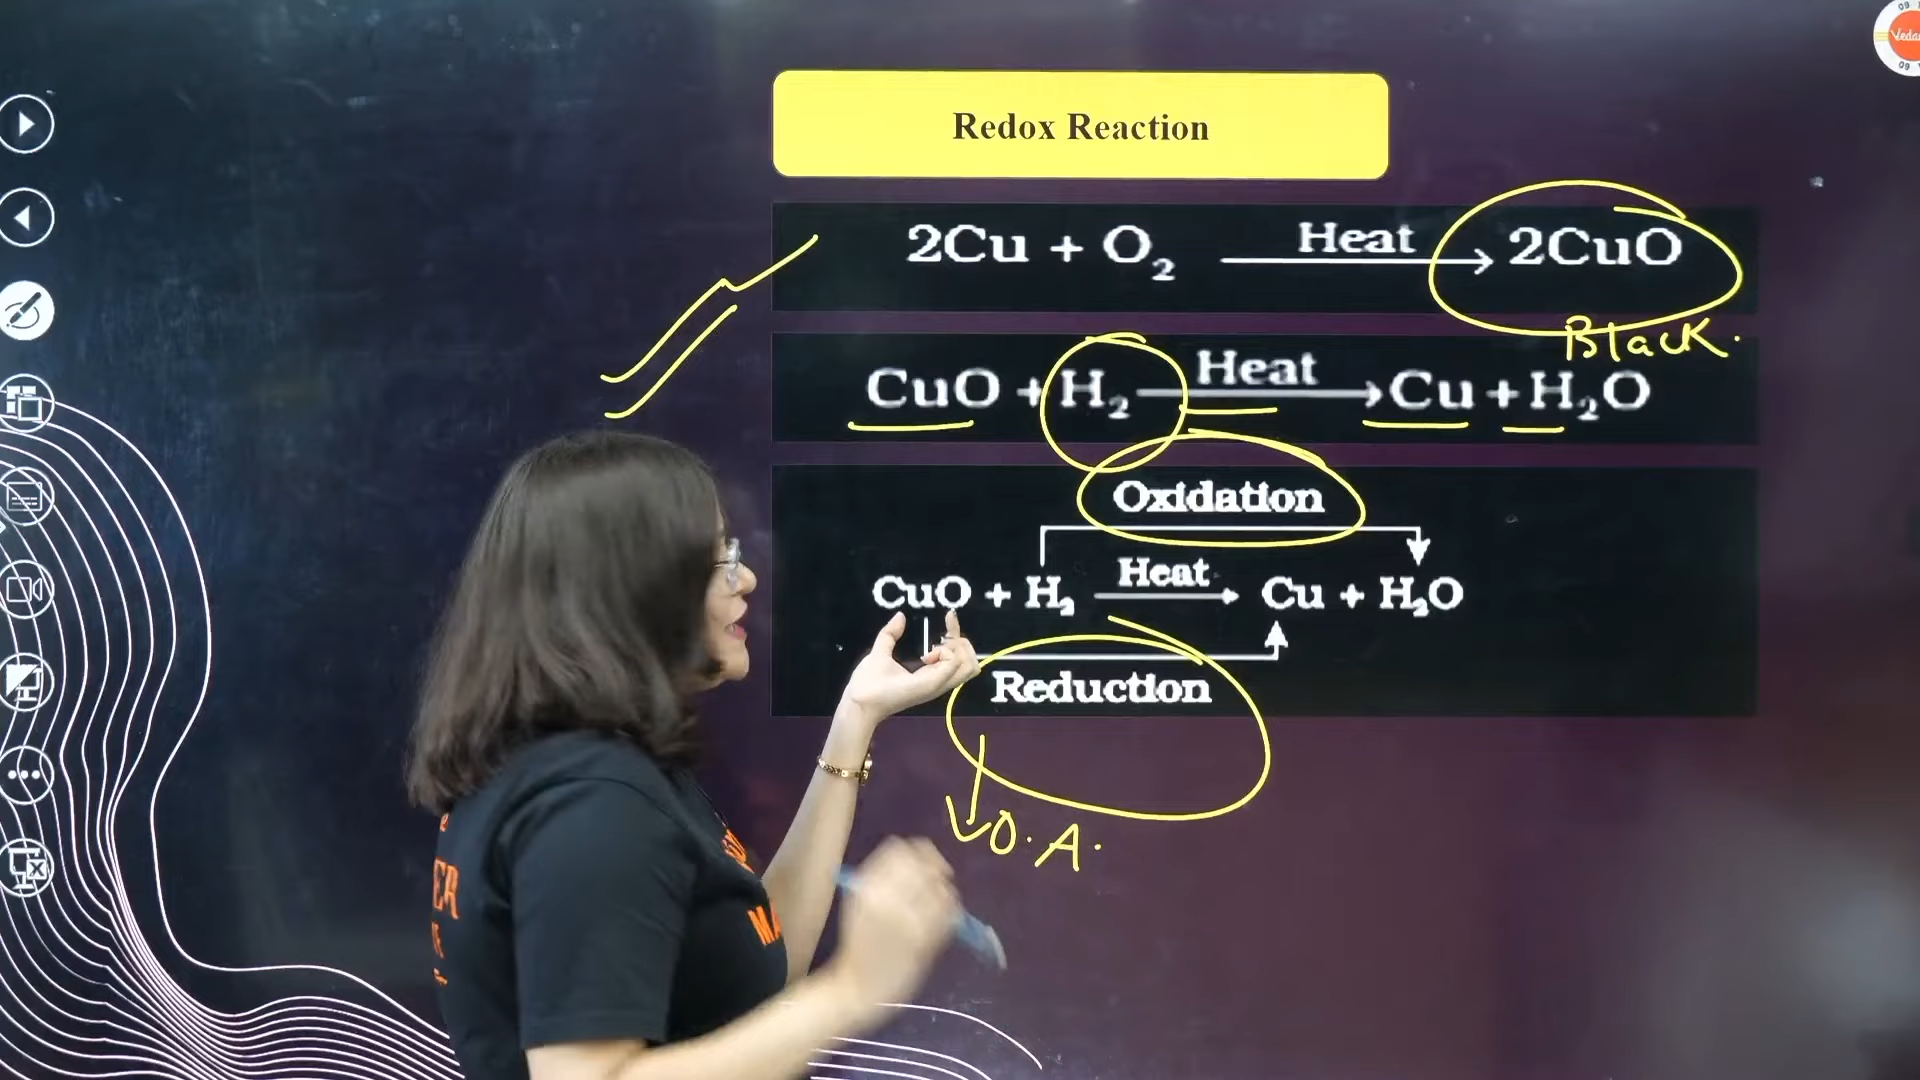 Redox Reaction
2Cu + O₂ Heat → 2CuO
Black.
CuO + H₂ Heat → Cu + H₂O
Oxidation
CuO + H₂ Heat → Cu + H₂O
Reduction
↓ O.A.